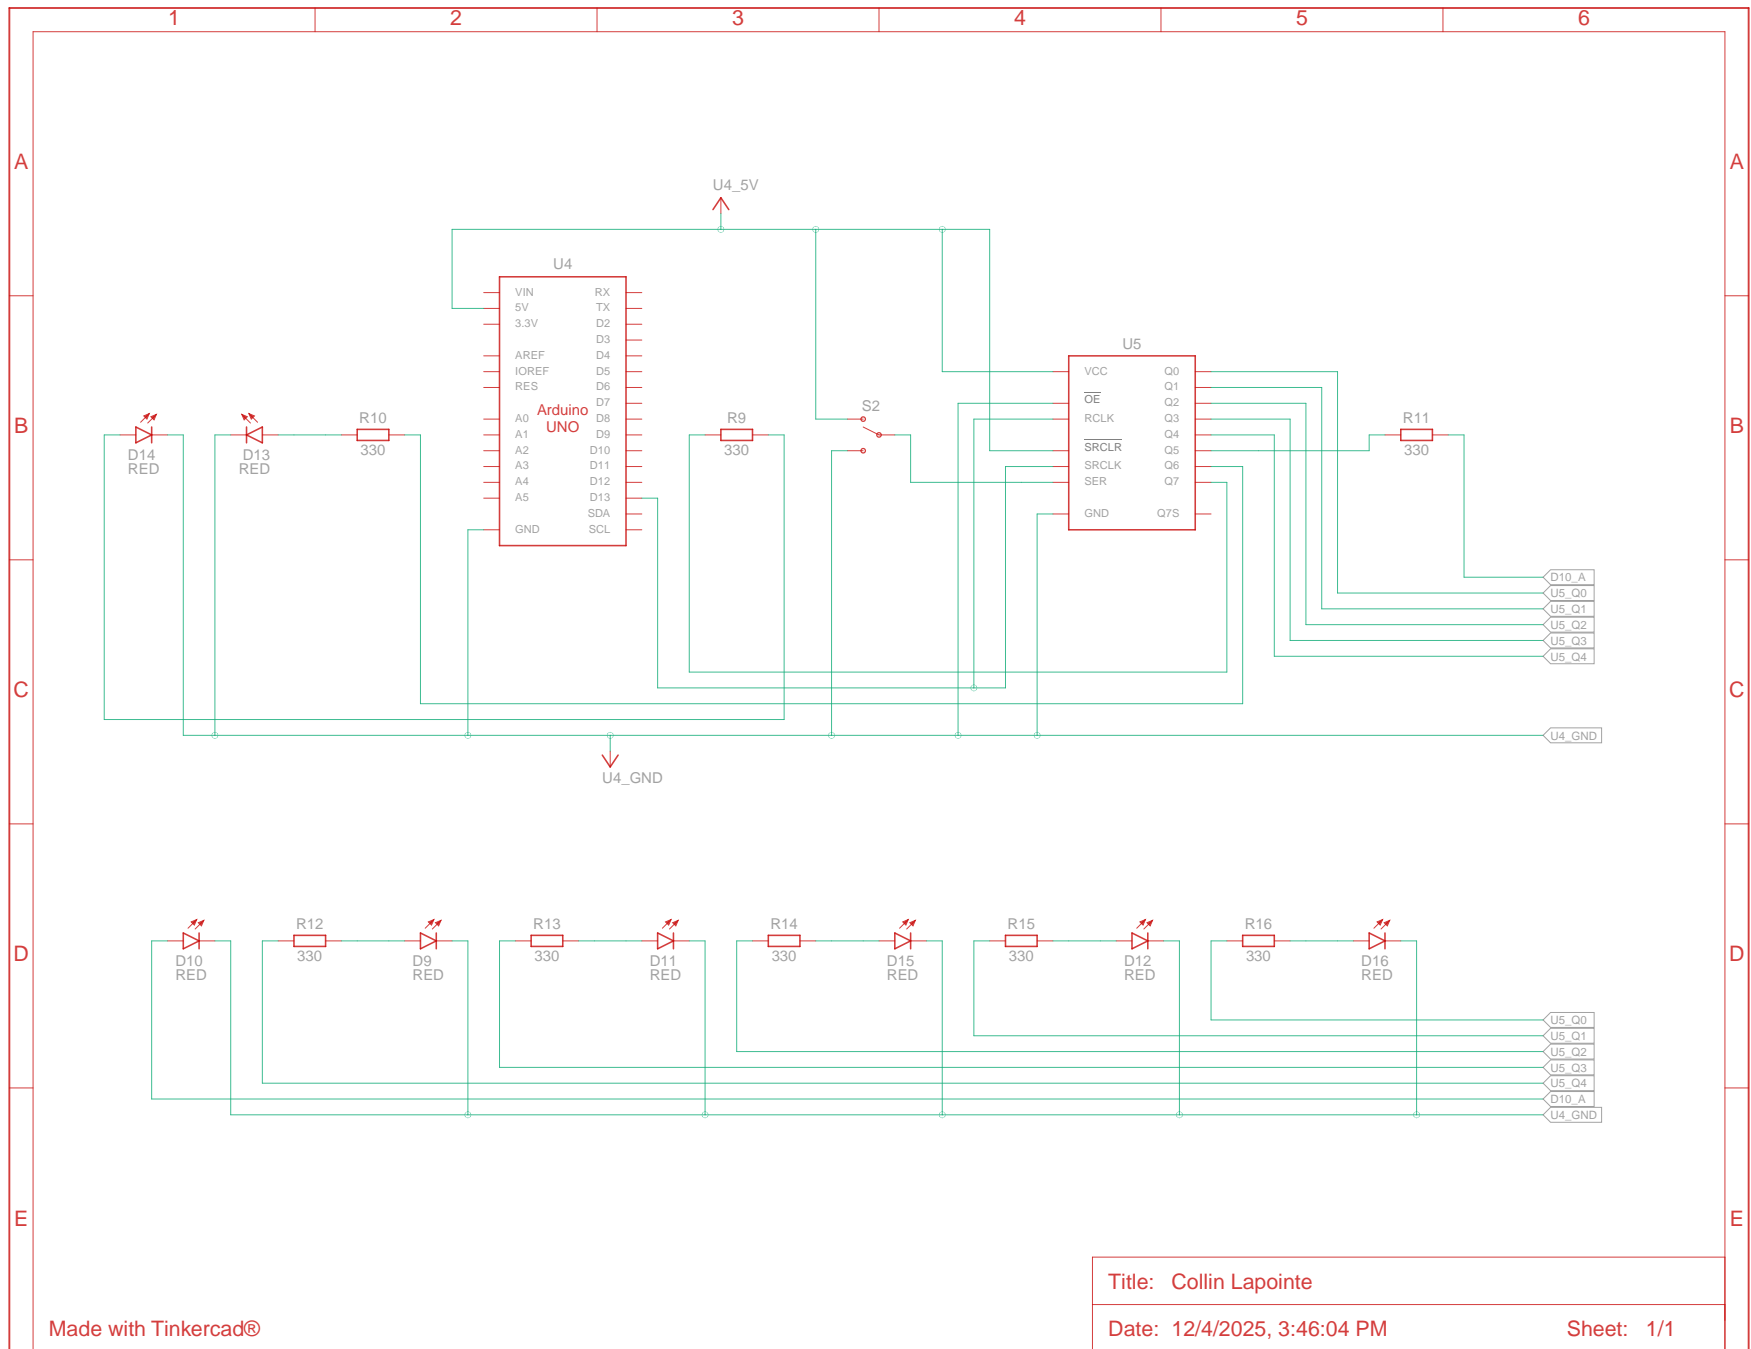 1 2 3 4 5 6
A A
U4_5V
U4
VIN RX
5V TX
3.3V D2
D3
AREF D4
IOREF D5
RES D6
D7
A0 D8
A1 D9
A2 D10
A3 D11
A4 D12
A5 D13
SDA
GND SCL
Arduino
UNO
U5
VCC Q0
Q1
OE Q2
RCLK Q3
Q4
SRCLR Q5
SRCLK Q6
SER Q7
GND Q7S
B B
D14
RED
D13
RED
R10
330
R9
330
S2
R11
330
D10_A
U5_Q0
U5_Q1
U5_Q2
U5_Q3
U5_Q4
C C
U4_GND
U4_GND
D D
D10
RED
R12
330
D9
RED
R13
330
D11
RED
R14
330
D15
RED
R15
330
D12
RED
R16
330
D16
RED
U5_Q0
U5_Q1
U5_Q2
U5_Q3
U5_Q4
D10_A
U4_GND
E E
Title: Collin Lapointe
Made with Tinkercad®
Date: 12/4/2025, 3:46:04 PM Sheet: 1/1